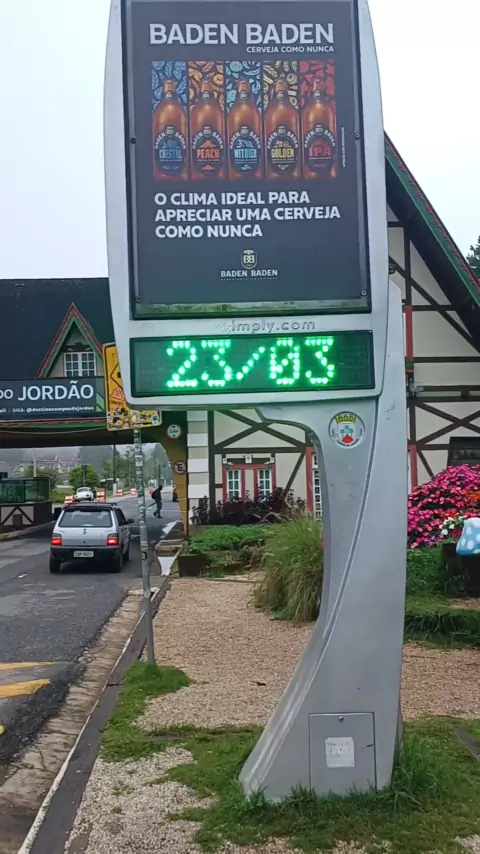 BADEN BADEN
CERVEJA COMO NUNCA
CRISTAL
PEACH
WITBIER
GOLDEN
IPA
O CLIMA IDEAL PARA
APRECIAR UMA CERVEJA
COMO NUNCA
BADEN BADEN
imply.com
23/03
DO JORDÃO